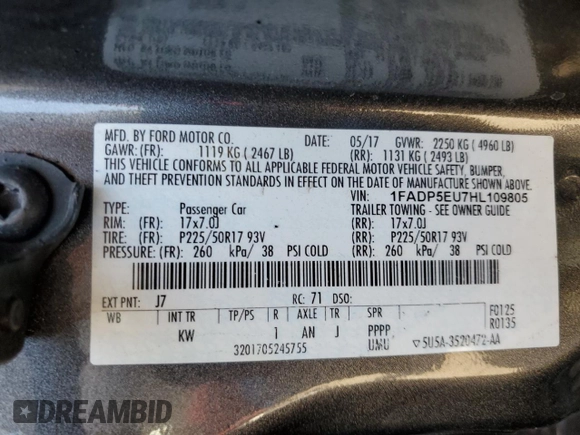 MFD. BY FORD MOTOR CO. DATE: 05/17 GVWR: 2250 KG ( 4960 LB)
GAWR: (FR): 1119 KG ( 2467 LB) (RR): 1131 KG ( 2493 LB)
THIS VEHICLE CONFORMS TO ALL APPLICABLE FEDERAL MOTOR VEHICLE SAFETY, BUMPER,
AND THEFT PREVENTION STANDARDS IN EFFECT ON THE DATE OF MANUFACTURE SHOWN ABOVE.
VIN: 1FADP5EU7HL109805
TYPE: Passenger Car TRAILER TOWING - SEE OWNER GUIDE
RIM: (FR): 17x7.0J (RR): 17x7.0J
TIRE: (FR): P225/50R17 93V (RR): P225/50R17 93V
PRESSURE: (FR): 260 kPa/ 38 PSI COLD (RR): 260 kPa/ 38 PSI COLD
EXT PNT: J7 RC: 71 DSO:
WB INT TR TP/PS R AXLE TR SPR F0125
R0135
KW 1 AN J PPPP
3201705245755 UMU 5U5A-3520472-AA
DREAMBID